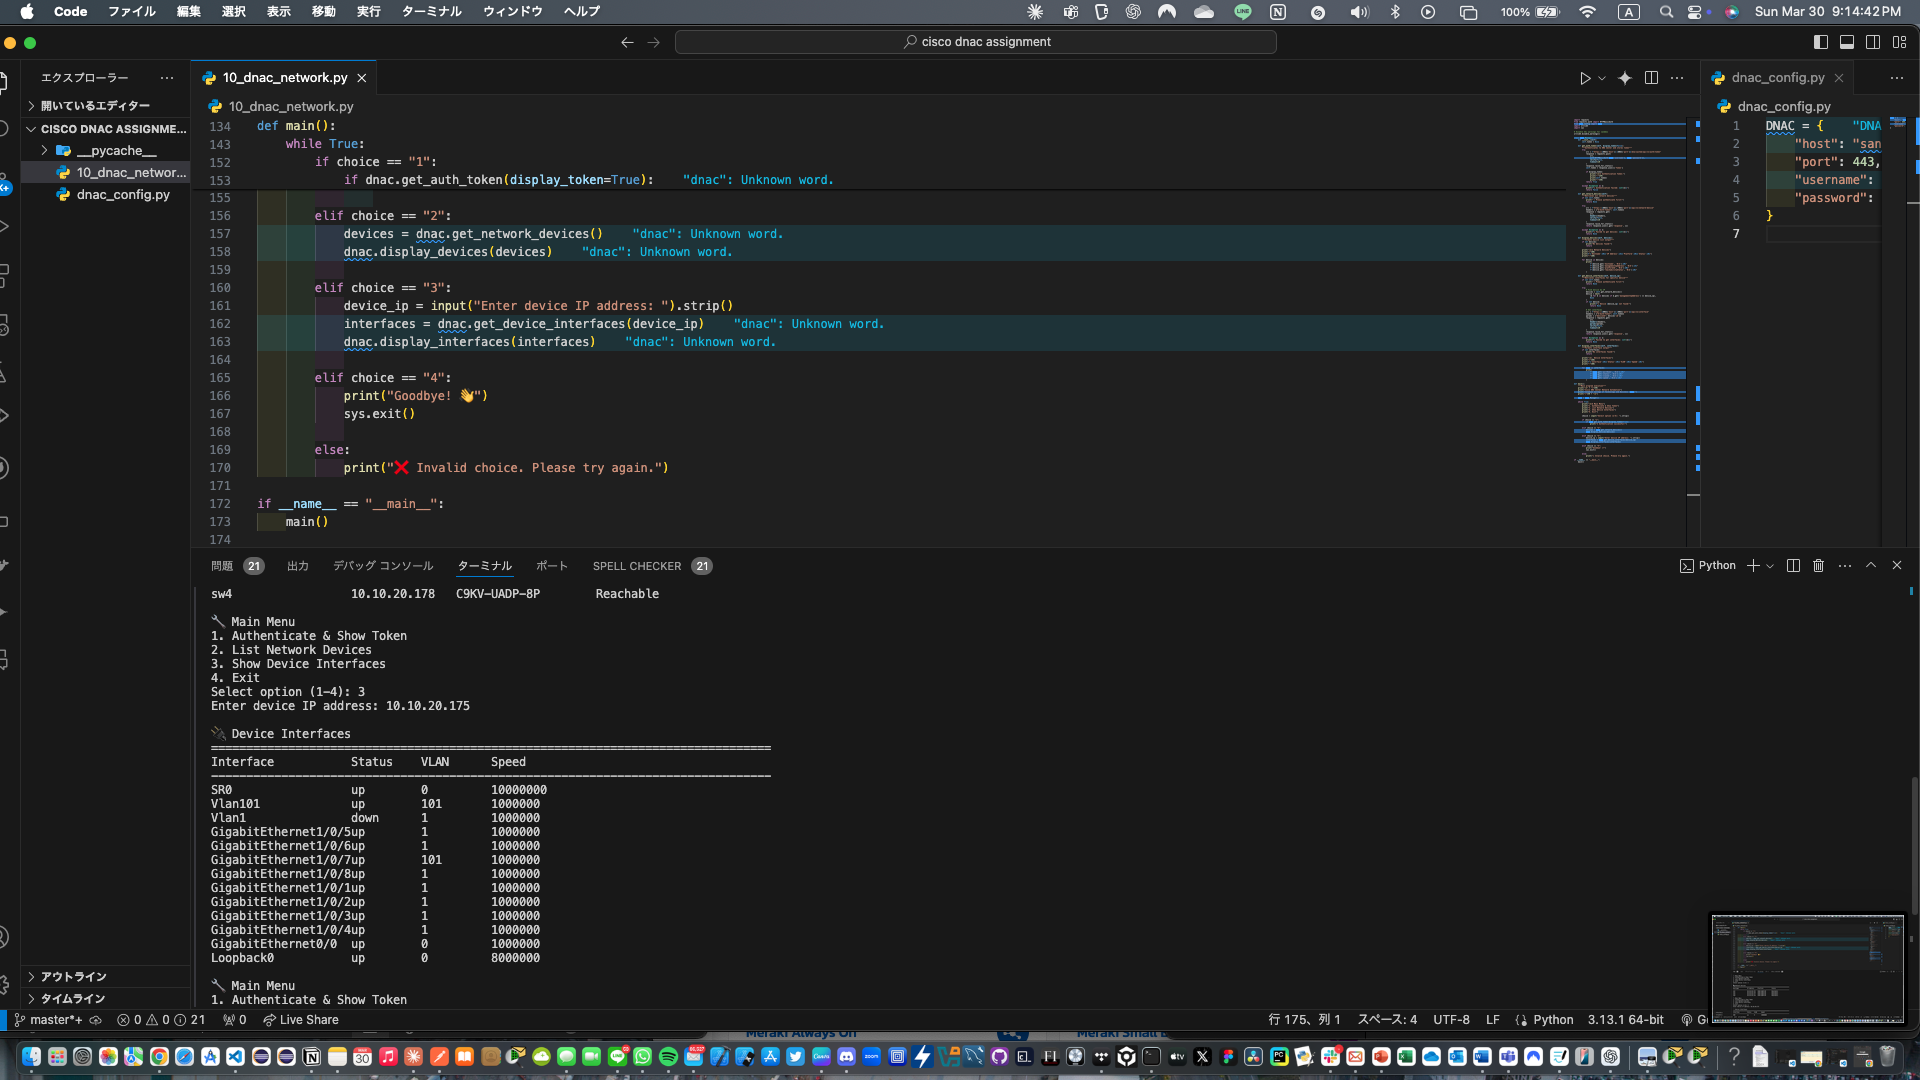 Code ファイル 編集 選択 表示 移動 実行 ターミナル ウィンドウ ヘルプ 100% A Sun Mar 30 9:14:42 PM
cisco dnac assignment
エクスプローラー
10_dnac_network.py
dnac_config.py
開いているエディター
CISCO DNAC ASSIGNME...
__pycache__
10_dnac_networ...
dnac_config.py
10_dnac_network.py
134 def main():
143 while True:
152 if choice == "1":
153 if dnac.get_auth_token(display_token=True): "dnac": Unknown word.
155
156 elif choice == "2":
157 devices = dnac.get_network_devices() "dnac": Unknown word.
158 dnac.display_devices(devices) "dnac": Unknown word.
159
160 elif choice == "3":
161 device_ip = input("Enter device IP address: ").strip()
162 interfaces = dnac.get_device_interfaces(device_ip) "dnac": Unknown word.
163 dnac.display_interfaces(interfaces) "dnac": Unknown word.
164
165 elif choice == "4":
166 print("Goodbye! 👋")
167 sys.exit()
168
169 else:
170 print("❌ Invalid choice. Please try again.")
171
172 if __name__ == "__main__":
173 main()
174
dnac_config.py
1 DNAC = { "DNA
2 "host": "san
3 "port": 443,
4 "username":
5 "password":
6 }
7
問題 21 出力 デバッグ コンソール ターミナル ポート SPELL CHECKER 21 Python
sw4 10.10.20.178 C9KV-UADP-8P Reachable
🔧 Main Menu
1. Authenticate & Show Token
2. List Network Devices
3. Show Device Interfaces
4. Exit
Select option (1-4): 3
Enter device IP address: 10.10.20.175
🔌 Device Interfaces
================================================================================
Interface Status VLAN Speed
--------------------------------------------------------------------------------
SR0 up 0 10000000
Vlan101 up 101 1000000
Vlan1 down 1 1000000
GigabitEthernet1/0/5up 1 1000000
GigabitEthernet1/0/6up 1 1000000
GigabitEthernet1/0/7up 101 1000000
GigabitEthernet1/0/8up 1 1000000
GigabitEthernet1/0/1up 1 1000000
GigabitEthernet1/0/2up 1 1000000
GigabitEthernet1/0/3up 1 1000000
GigabitEthernet1/0/4up 1 1000000
GigabitEthernet0/0 up 0 1000000
Loopback0 up 0 8000000
🔧 Main Menu
1. Authenticate & Show Token
アウトライン
タイムライン
master*+ 0 0 21 0 Live Share 行 175、列 1 スペース: 4 UTF-8 LF Python 3.13.1 64-bit
Meraki Always On